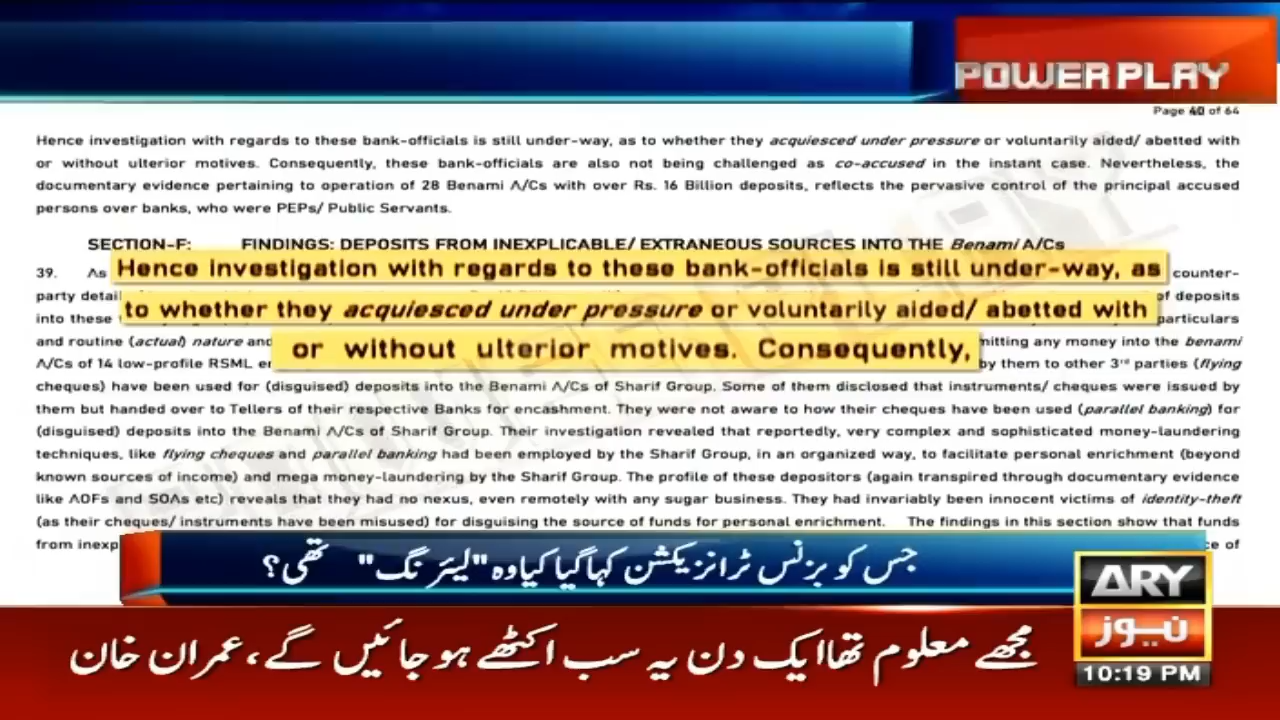 POWERPLAY
Page 40 of 64
Hence investigation with regards to these bank-officials is still under-way, as to whether they acquiesced under pressure or voluntarily aided/ abetted with
or without ulterior motives. Consequently, these bank-officials are also not being challenged as co-accused in the instant case. Nevertheless, the
documentary evidence pertaining to operation of 28 Benami A/Cs with over Rs. 16 Billion deposits, reflects the pervasive control of the principal accused
persons over banks, who were PEPs/ Public Servants.
SECTION-F: FINDINGS: DEPOSITS FROM INEXPLICABLE/ EXTRANEOUS SOURCES INTO THE Benami A/Cs
39. As counter-
Hence investigation with regards to these bank-officials is still under-way, as
party detail of deposits
to whether they acquiesced under pressure or voluntarily aided/ abetted with
into these particulars
and routine (actual) nature and mitting any money into the benami
or without ulterior motives. Consequently,
A/Cs of 14 low-profile RSML by them to other 3rd parties (flying
cheques) have been used for (disguised) deposits into the Benami A/Cs of Sharif Group. Some of them disclosed that instruments/ cheques were issued by
them but handed over to Tellers of their respective Banks for encashment. They were not aware to how their cheques have been used (parallel banking) for
(disguised) deposits into the Benami A/Cs of Sharif Group. Their investigation revealed that reportedly, very complex and sophisticated money-laundering
techniques, like flying cheques and parallel banking had been employed by the Sharif Group, in an organized way, to facilitate personal enrichment (beyond
known sources of income) and mega money-laundering by the Sharif Group. The profile of these depositors (again transpired through documentary evidence
like AOFs and SOAs etc) reveals that they had no nexus, even remotely with any sugar business. They had invariably been innocent victims of identity-theft
(as their cheques/ instruments have been misused) for disguising the source of funds for personal enrichment. The findings in this section show that funds
from of
جس کو بزنس ٹرانزیکشن کہا گیا کیا وہ "لیئرنگ" تھی؟
ARY
نیوز
مجھے معلوم تھا ایک دن یہ سب اکٹھے ہو جائیں گے، عمران خان
10:19 PM